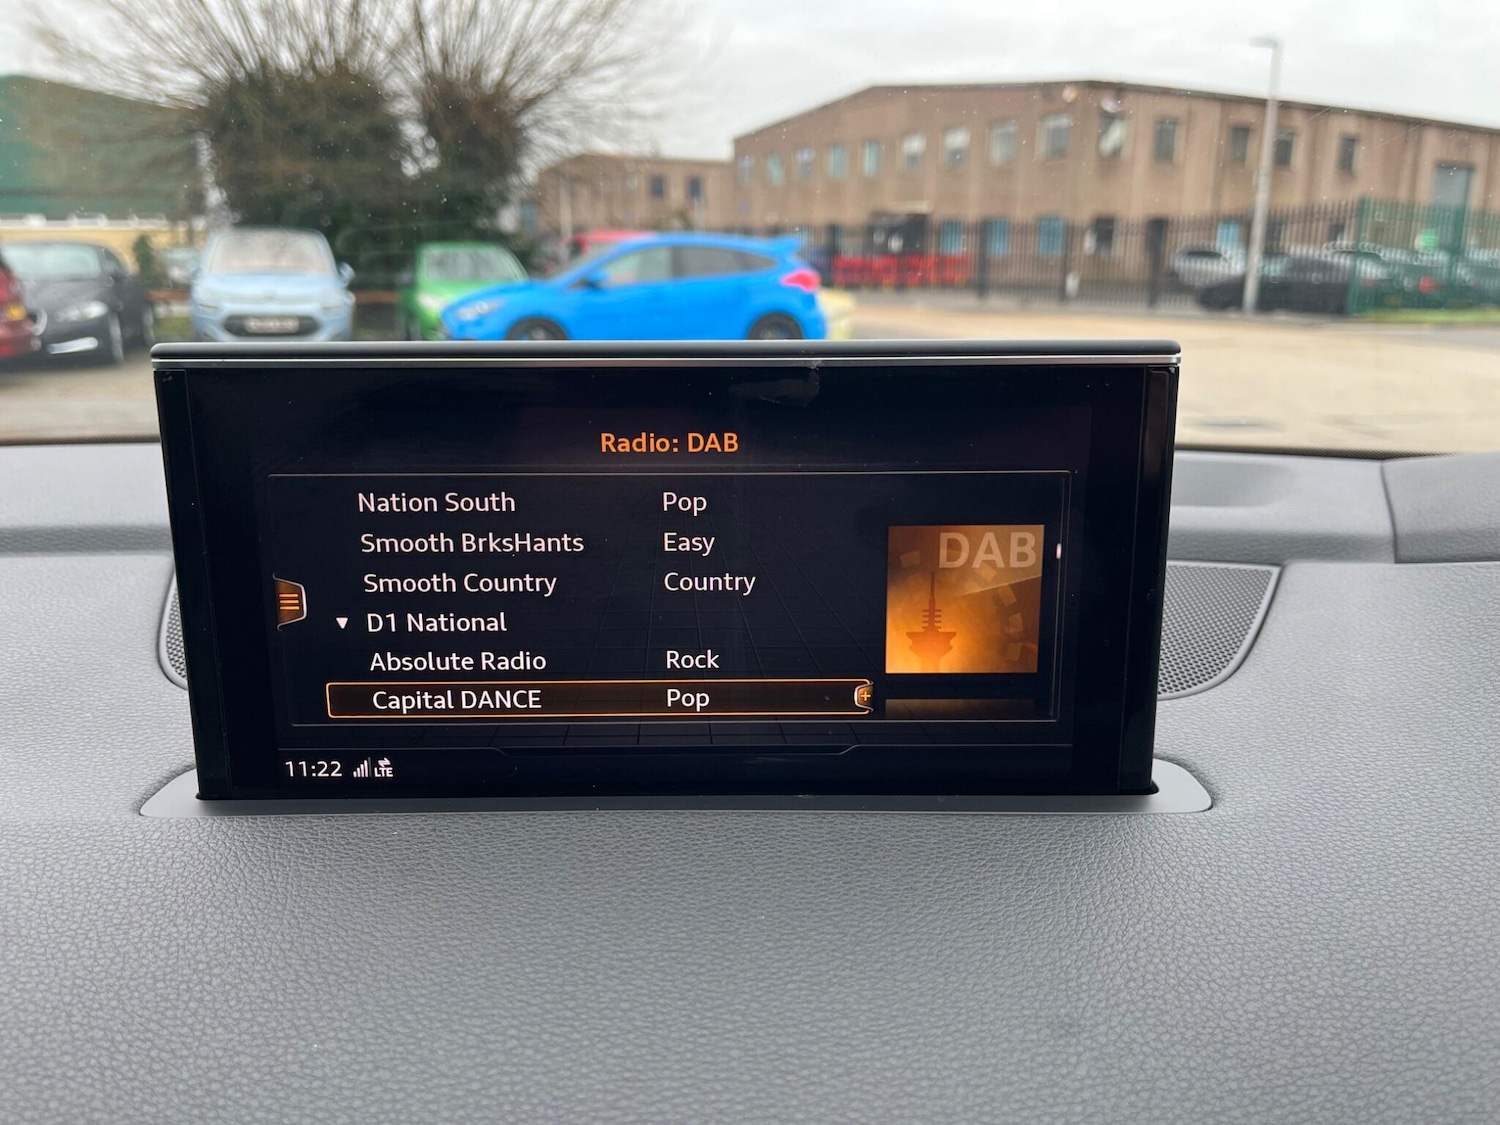 Radio: DAB
Nation South Pop
Smooth BrksHants Easy
Smooth Country Country
D1 National
Absolute Radio Rock
Capital DANCE Pop
DAB
11:22 LTE